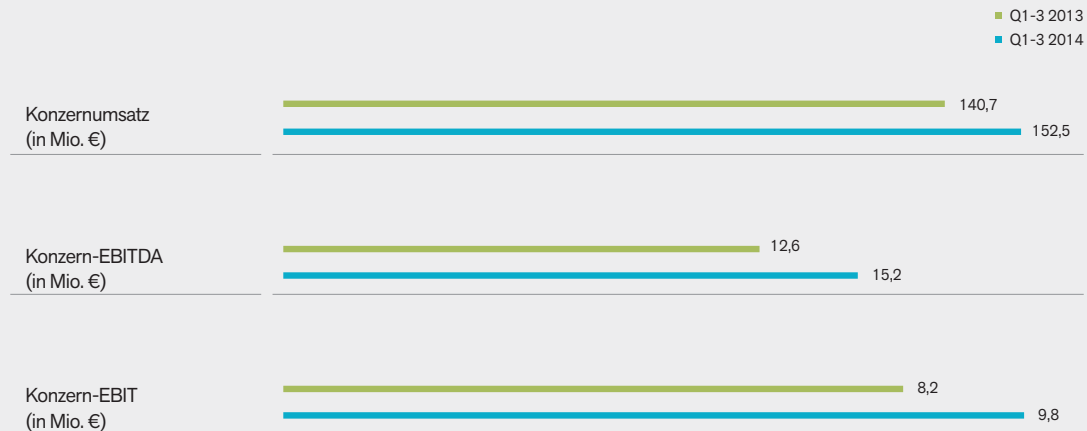 Q1-3 2013
Q1-3 2014
Konzernumsatz
(in Mio. €)
140,7
152,5
Konzern-EBITDA
(in Mio. €)
12,6
15,2
Konzern-EBIT
(in Mio. €)
8,2
9,8